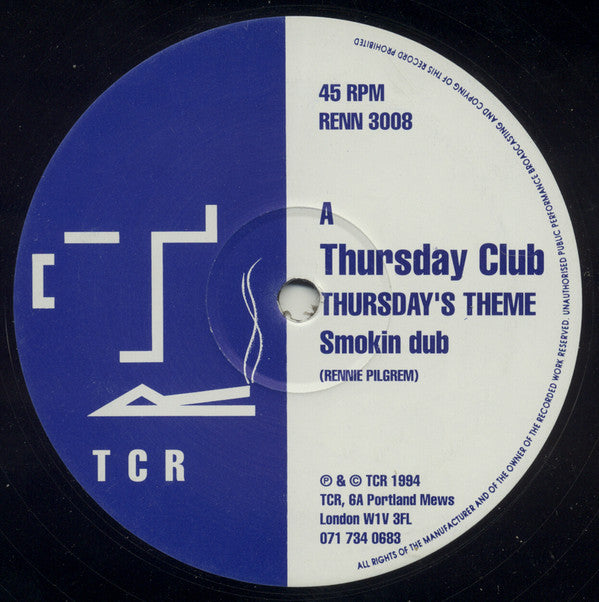 45 RPM
RENN 3008
A
Thursday Club
THURSDAY'S THEME
Smokin dub
(RENNIE PILGREM)
TCR
℗ & © TCR 1994
TCR, 6A Portland Mews
London W1V 3FL
071 734 0683
ALL RIGHTS OF THE MANUFACTURER AND OF THE OWNER OF THE RECORDED WORK RESERVED. UNAUTHORISED PUBLIC PERFORMANCE BROADCASTING AND COPYING OF THIS RECORD PROHIBITED